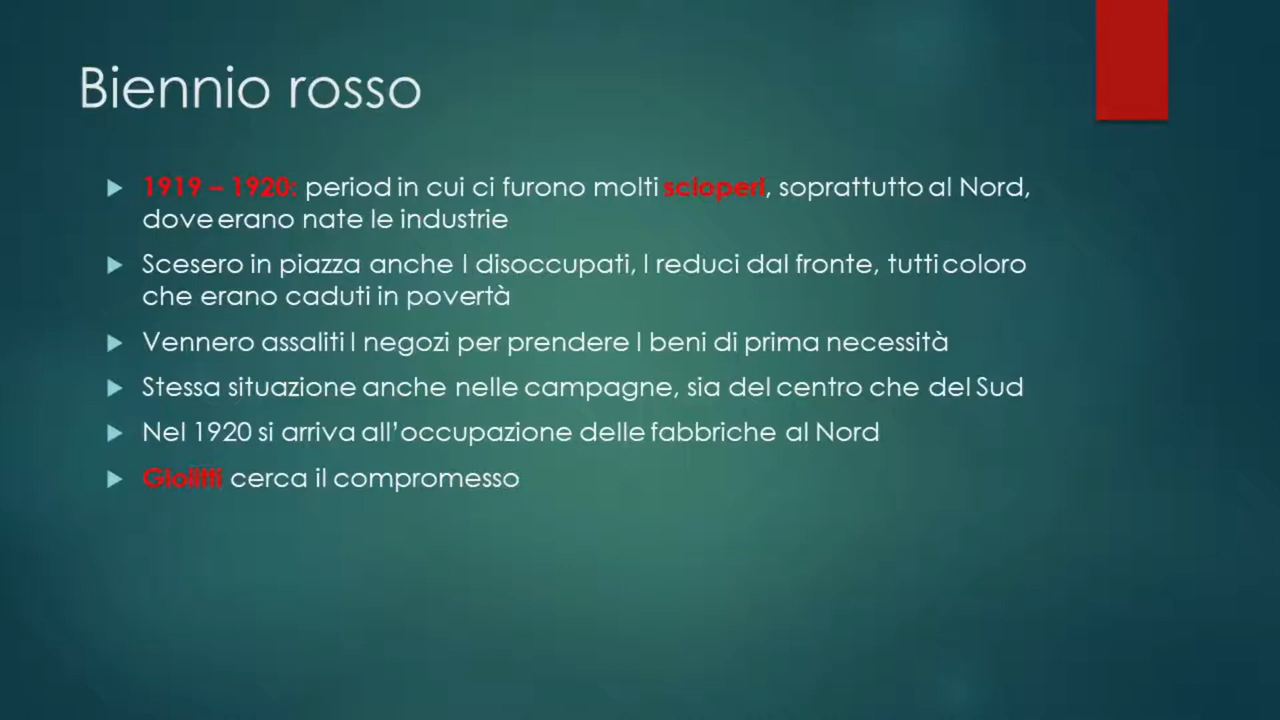 Biennio rosso
1919 – 1920: period in cui ci furono molti scioperi, soprattutto al Nord,
dove erano nate le industrie
Scesero in piazza anche I disoccupati, I reduci dal fronte, tutti coloro
che erano caduti in povertà
Vennero assaliti I negozi per prendere I beni di prima necessità
Stessa situazione anche nelle campagne, sia del centro che del Sud
Nel 1920 si arriva all’occupazione delle fabbriche al Nord
Giolitti cerca il compromesso